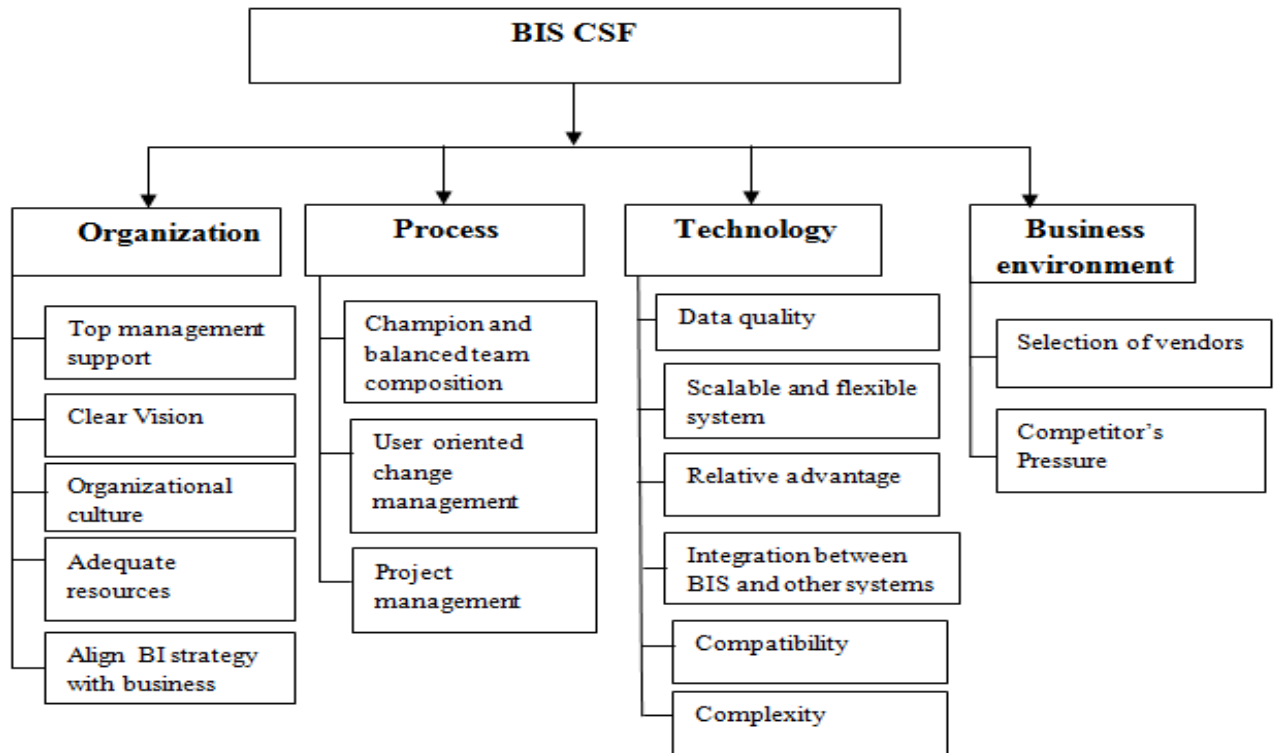 BIS CSF
Organization
Top management
support
Clear Vision
Organizational
culture
Adequate
resources
Align BI strategy
with business
Process
Champion and
balanced team
composition
User oriented
change
management
Project
management
Technology
Data quality
Scalable and flexible
system
Relative advantage
Integration between
BIS and other systems
Compatibility
Complexity
Business
environment
Selection of vendors
Competitor’s
Pressure